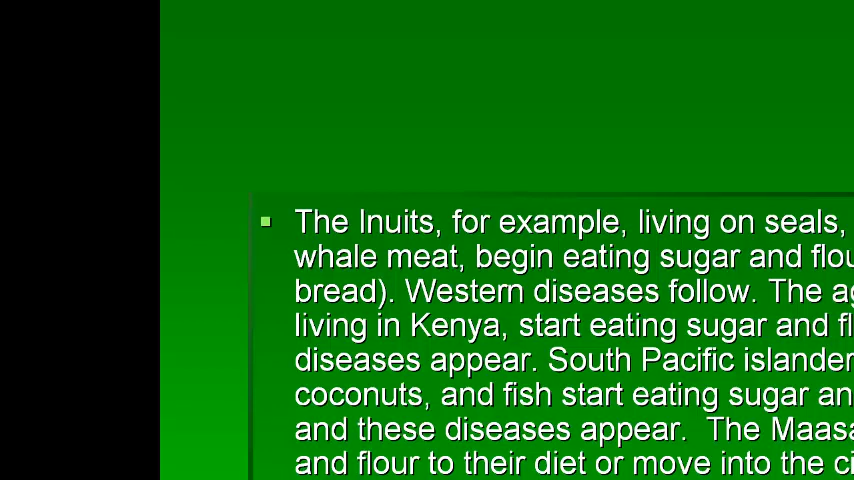 The Inuits, for example, living on seals,
whale meat, begin eating sugar and
bread). Western diseases follow. The
living in Kenya, start eating sugar and
diseases appear. South Pacific
coconuts, and fish start eating sugar
and these diseases appear. The
and flour to their diet or move into the